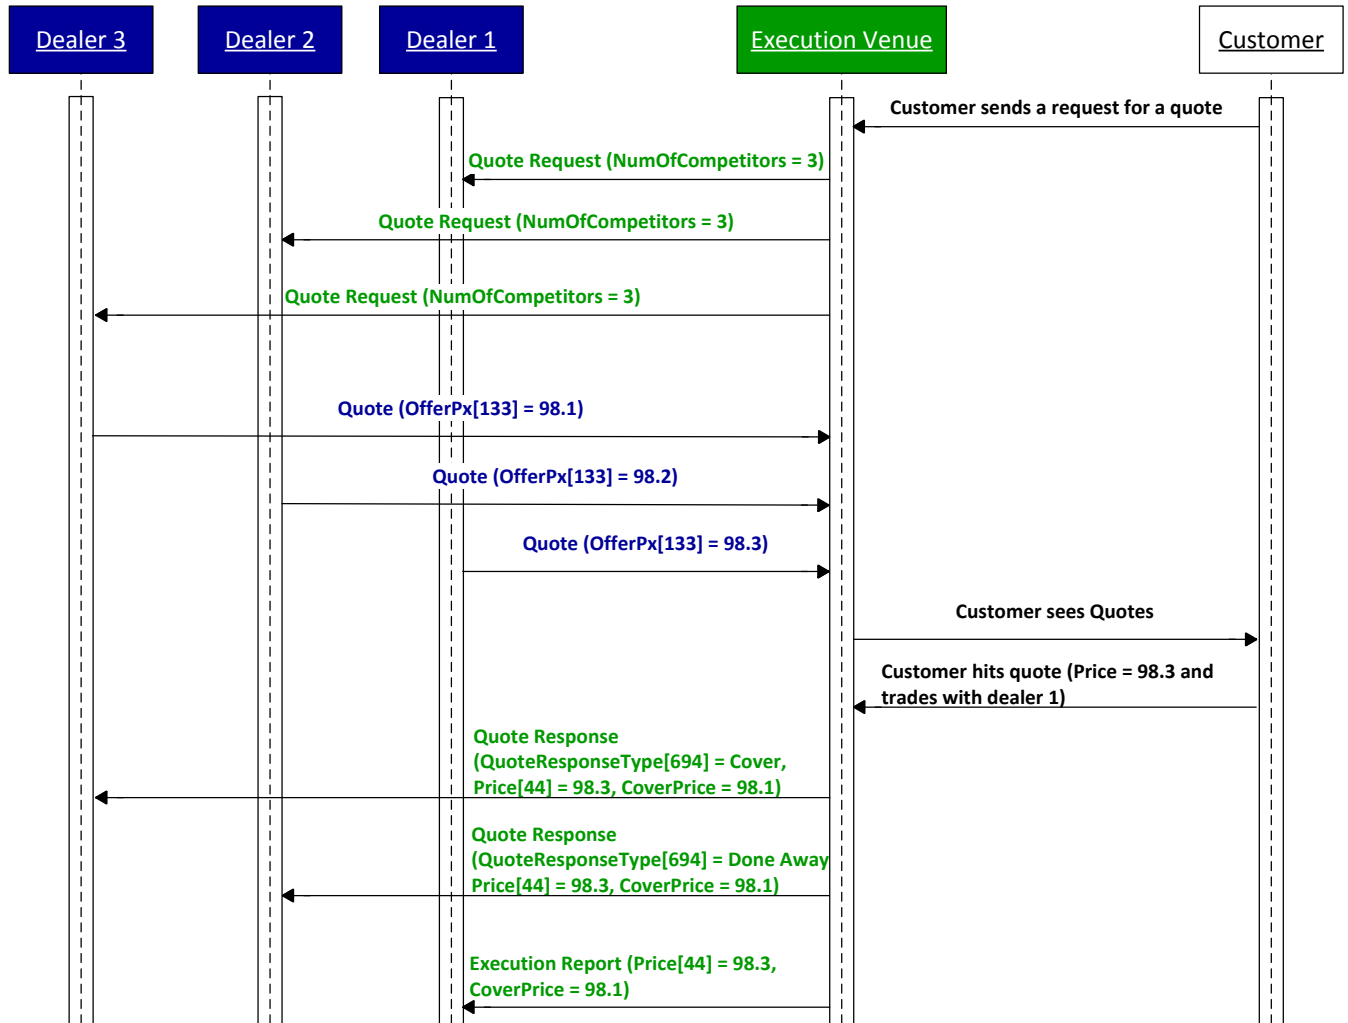 Dealer 3
Dealer 2
Dealer 1
Execution Venue
Customer
Customer sends a request for a quote
Quote Request (NumOfCompetitors = 3)
Quote Request (NumOfCompetitors = 3)
Quote Request (NumOfCompetitors = 3)
Quote (OfferPx[133] = 98.1)
Quote (OfferPx[133] = 98.2)
Quote (OfferPx[133] = 98.3)
Customer sees Quotes
Customer hits quote (Price = 98.3 and
trades with dealer 1)
Quote Response
(QuoteResponseType[694] = Cover,
Price[44] = 98.3, CoverPrice = 98.1)
Quote Response
(QuoteResponseType[694] = Done Away
Price[44] = 98.3, CoverPrice = 98.1)
Execution Report (Price[44] = 98.3,
CoverPrice = 98.1)